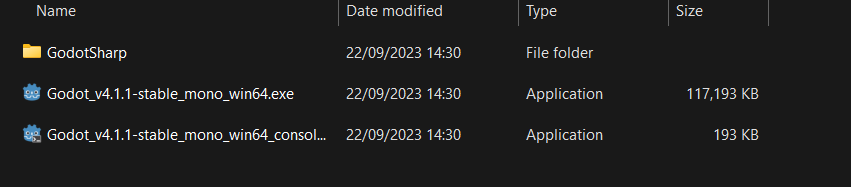 Name Date modified Type Size
GodotSharp 22/09/2023 14:30 File folder
Godot_v4.1.1-stable_mono_win64.exe 22/09/2023 14:30 Application 117,193 KB
Godot_v4.1.1-stable_mono_win64_consol... 22/09/2023 14:30 Application 193 KB